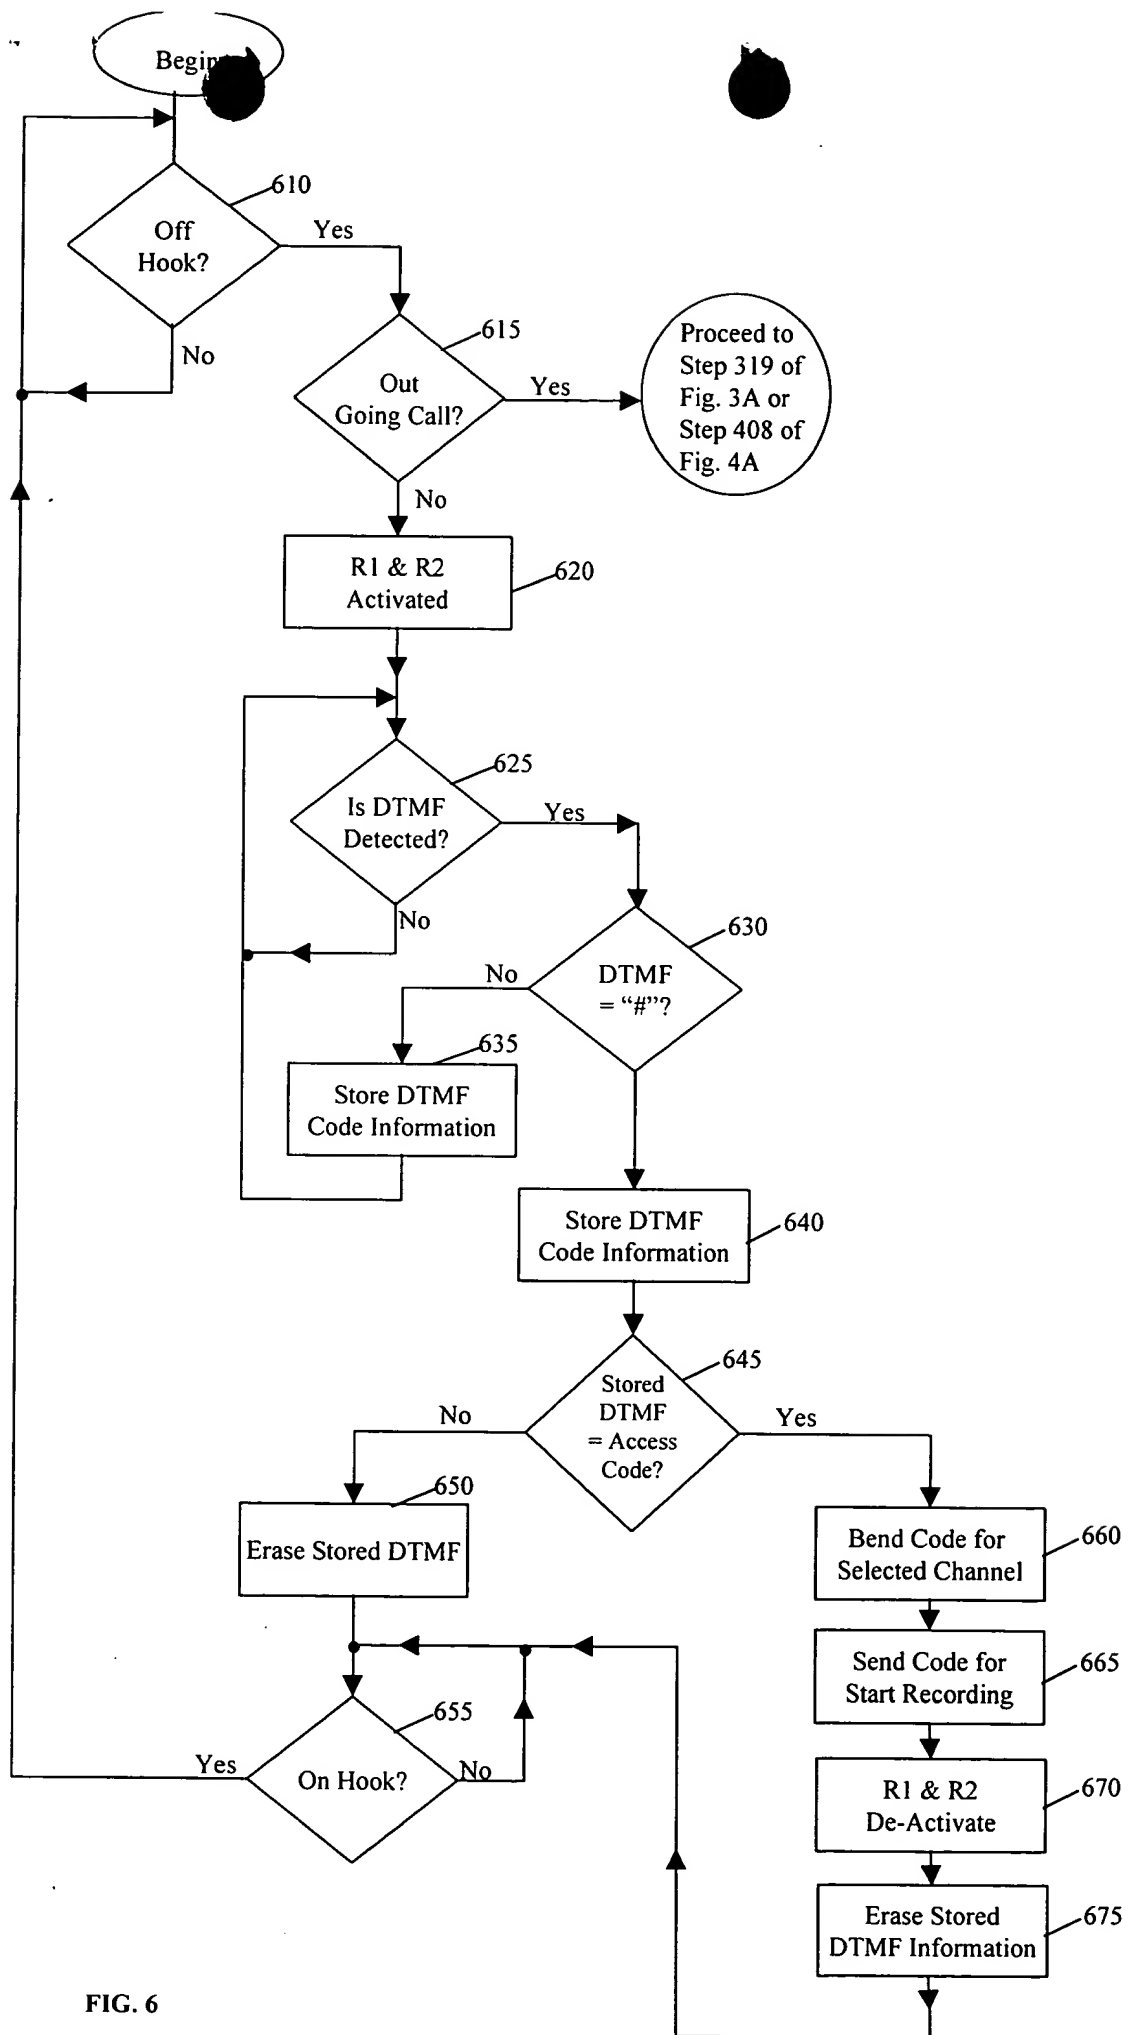 Begin
610
Off
Hook?
Yes
No
615
Out
Going Call?
Yes
Proceed to
Step 319 of
Fig. 3A or
Step 408 of
Fig. 4A
No
R1 & R2
Activated
620
625
Is DTMF
Detected?
Yes
No
630
DTMF
= “#”?
No
635
Store DTMF
Code Information
Store DTMF
Code Information
640
645
Stored
DTMF
= Access
Code?
No
Yes
650
Erase Stored DTMF
Bend Code for
Selected Channel
660
Send Code for
Start Recording
665
655
On Hook?
Yes
No
R1 & R2
De-Activate
670
Erase Stored
DTMF Information
675
FIG. 6